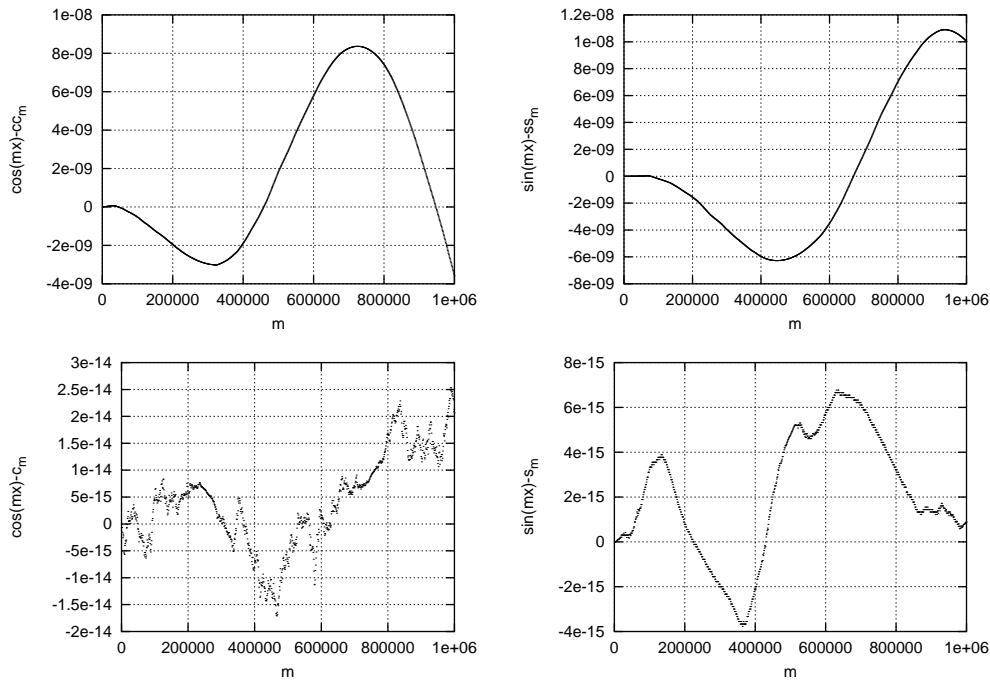 cos(mx)-cc_m
1e-08
8e-09
6e-09
4e-09
2e-09
0
-2e-09
-4e-09
0 200000 400000 600000 800000 1e+06
m
sin(mx)-ss_m
1.2e-08
1e-08
8e-09
6e-09
4e-09
2e-09
0
-2e-09
-4e-09
-6e-09
-8e-09
0 200000 400000 600000 800000 1e+06
m
cos(mx)-c_m
3e-14
2.5e-14
2e-14
1.5e-14
1e-14
5e-15
0
-5e-15
-1e-14
-1.5e-14
-2e-14
0 200000 400000 600000 800000 1e+06
m
sin(mx)-s_m
8e-15
6e-15
4e-15
2e-15
0
-2e-15
-4e-15
0 200000 400000 600000 800000 1e+06
m